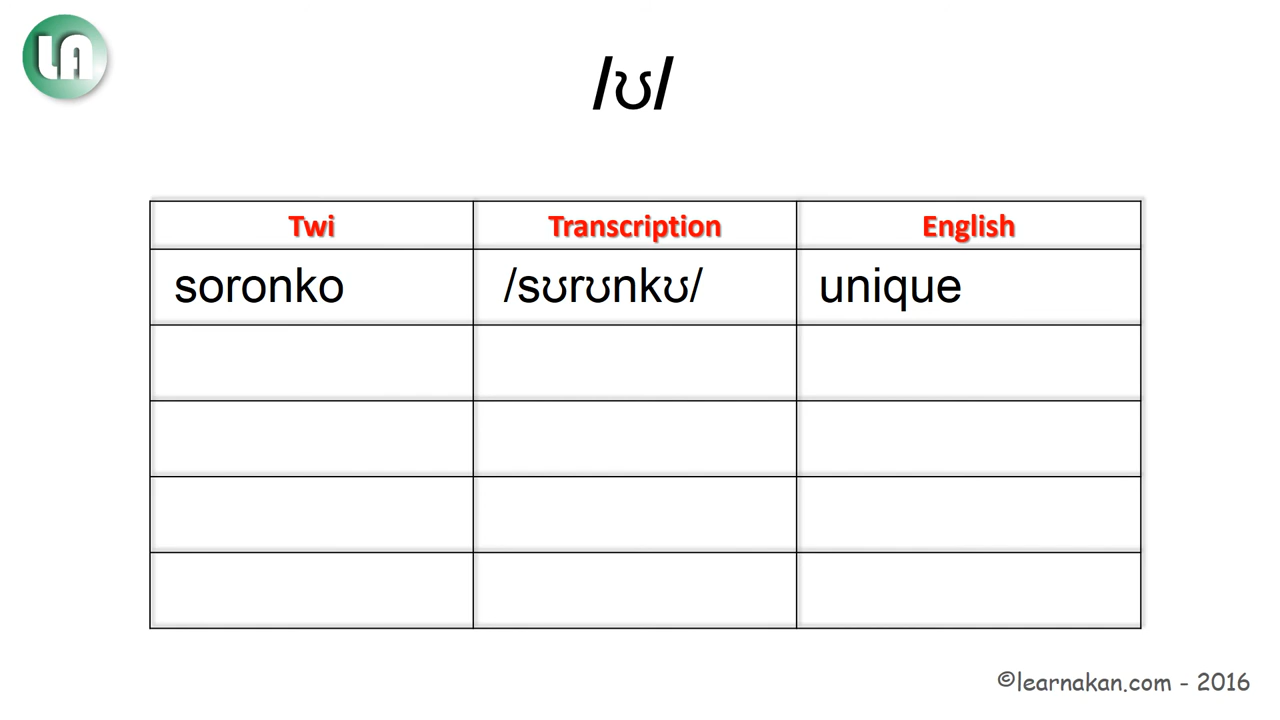 LA
/ʊ/
Twi Transcription English
soronko /sʊrʊnkʊ/ unique
©learnakan.com - 2016